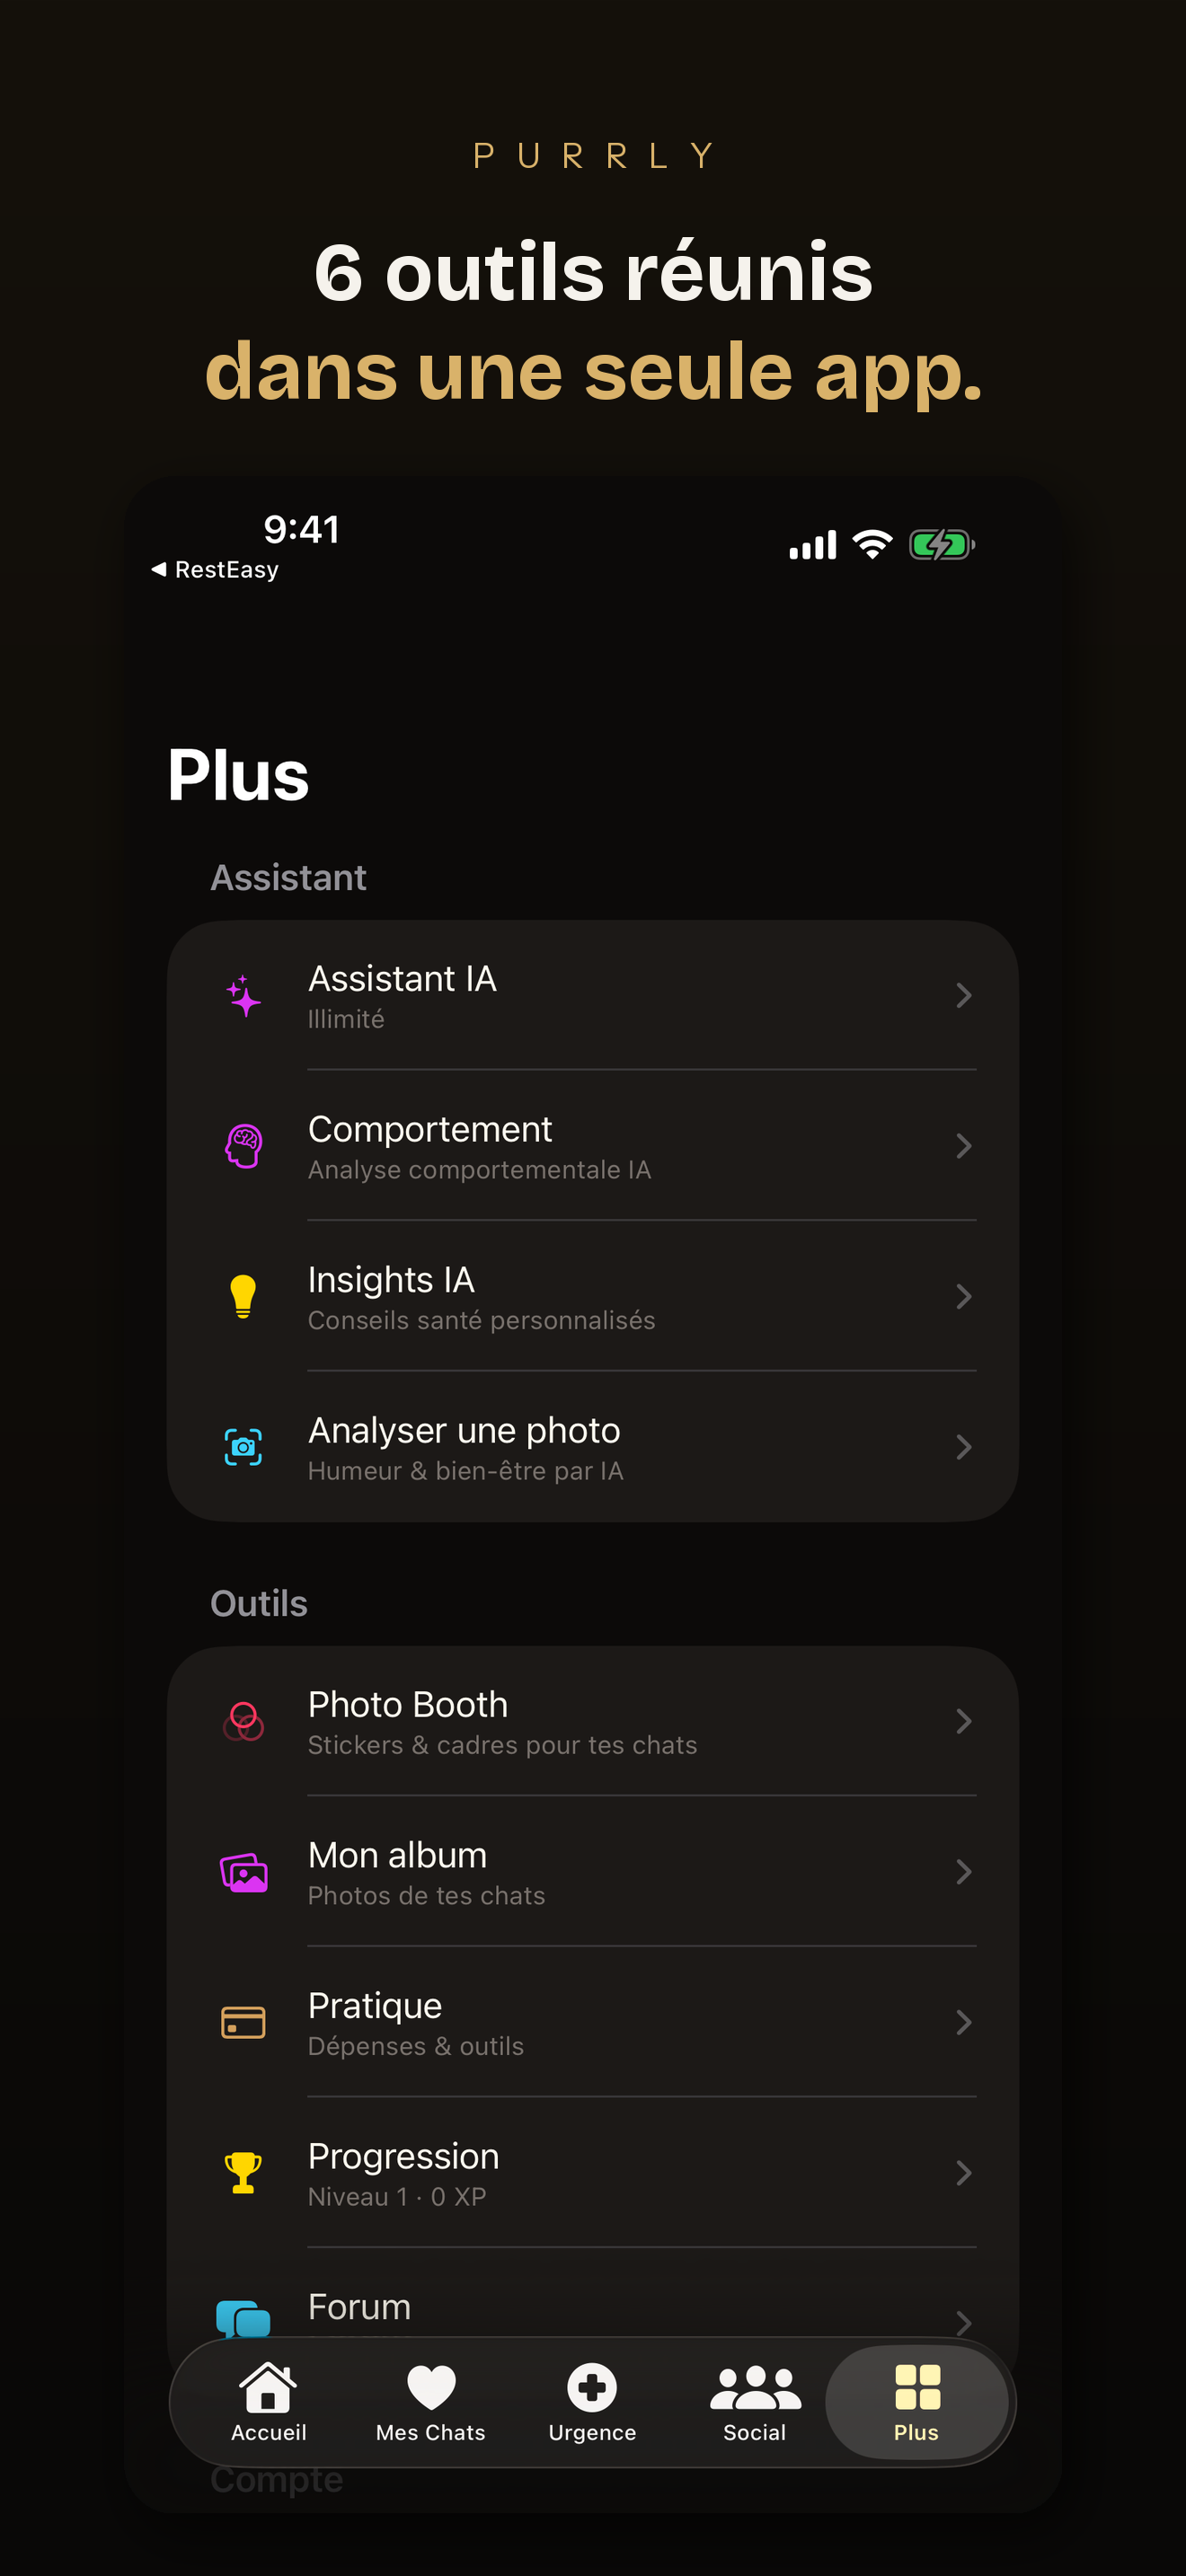 PURRLY
6 outils réunis
dans une seule app.
9:41
RestEasy
Plus
Assistant
Assistant IA
Illimité
Comportement
Analyse comportementale IA
Insights IA
Conseils santé personnalisés
Analyser une photo
Humeur & bien-être par IA
Outils
Photo Booth
Stickers & cadres pour tes chats
Mon album
Photos de tes chats
Pratique
Dépenses & outils
Progression
Niveau 1 · 0 XP
Forum
Accueil
Mes Chats
Urgence
Social
Plus
Compte